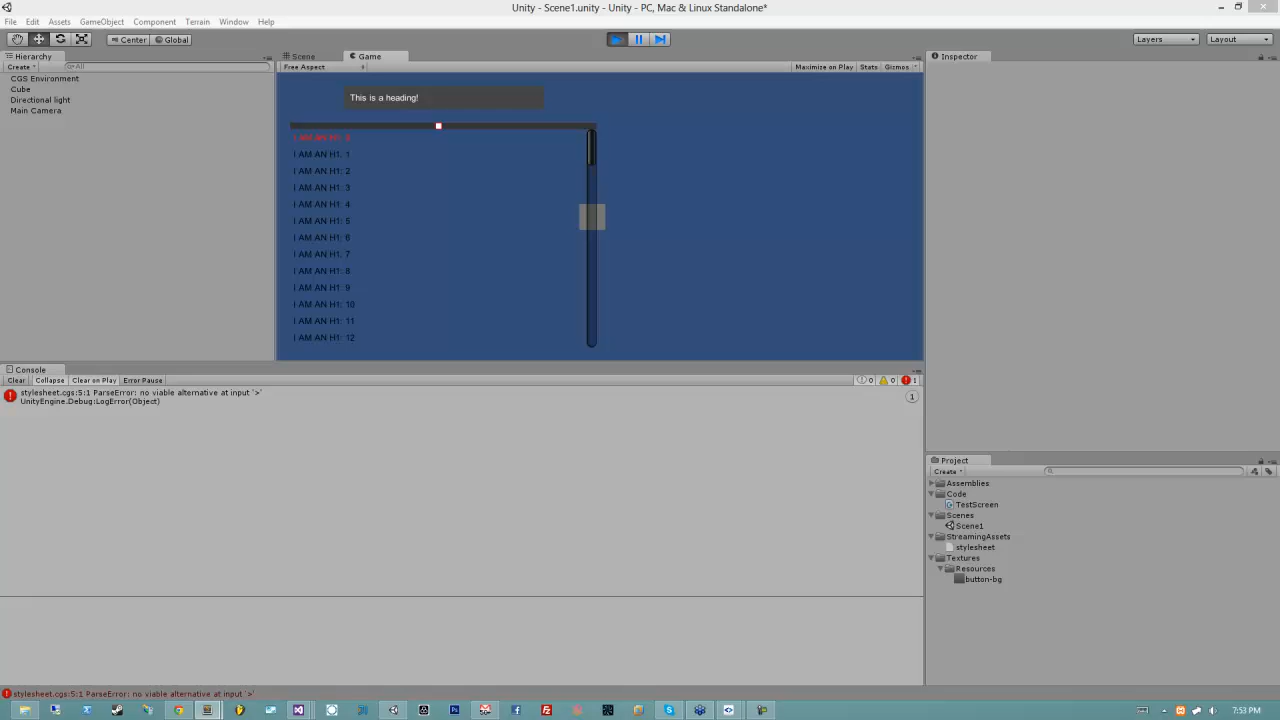 Unity - Scene1.unity - Unity - PC, Mac & Linux Standalone*
File Edit Assets GameObject Component Terrain Window Help
Center Global Layers Layout
Hierarchy Scene Game Inspector
Create All Free Aspect Maximize on Play Stats Gizmos
CGS Environment
Cube
Directional light
Main Camera
This is a heading!
I AM AN H1: 1
I AM AN H1: 2
I AM AN H1: 3
I AM AN H1: 4
I AM AN H1: 5
I AM AN H1: 6
I AM AN H1: 7
I AM AN H1: 8
I AM AN H1: 9
I AM AN H1: 10
I AM AN H1: 11
I AM AN H1: 12
Console
Clear Collapse Clear on Play Error Pause 0 0 1
stylesheet.cgs:5:1 ParseError: no viable alternative at input '>'
UnityEngine.Debug:LogError(Object)
1
Project
Create
Assemblies
Code
TestScreen
Scenes
Scene1
StreamingAssets
stylesheet
Textures
Resources
button-bg
stylesheet.cgs:5:1 ParseError: no viable alternative at input '>'
7:53 PM